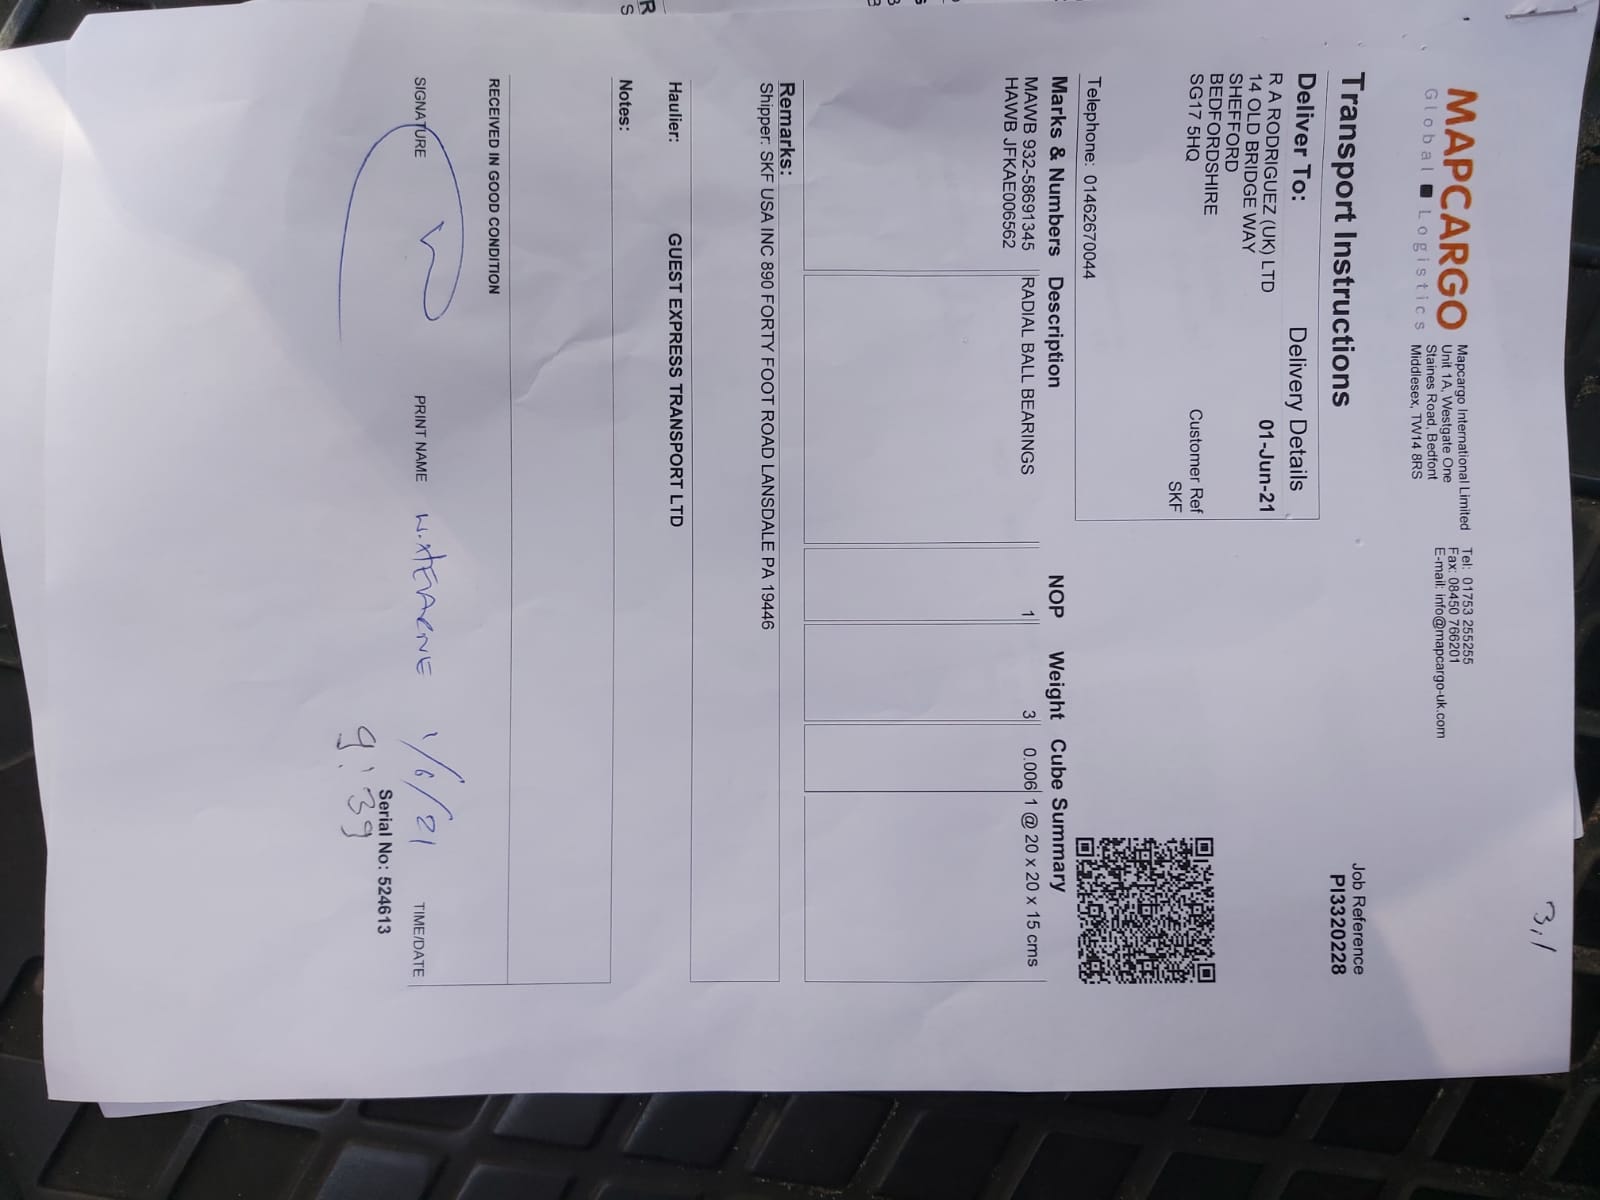 3,1
MAPCARGO
Global Logistics
Mapcargo International Limited
Unit 1A, Westgate One
Staines Road, Bedfont
Middlesex, TW14 8RS
Tel: 01753 255255
Fax: 08450 766201
E-mail: info@mapcargo-uk.com
Transport Instructions
Job Reference
PI3320228
Deliver To:
Delivery Details
R A RODRIGUEZ (UK) LTD
01-Jun-21
14 OLD BRIDGE WAY
SHEFFORD
BEDFORDSHIRE
SG17 5HQ
Customer Ref
SKF
Telephone: 01462670044
Marks & Numbers Description NOP Weight Cube Summary
MAWB 932-58691345 RADIAL BALL BEARINGS 1 3 0.006 1 @ 20 x 20 x 15 cms
HAWB JFKAE006562
Remarks:
Shipper: SKF USA INC 890 FORTY FOOT ROAD LANSDALE PA 19446
Haulier: GUEST EXPRESS TRANSPORT LTD
Notes:
RECEIVED IN GOOD CONDITION
SIGNATURE PRINT NAME 1/6/21 TIME/DATE
Serial No: 524613
9:39